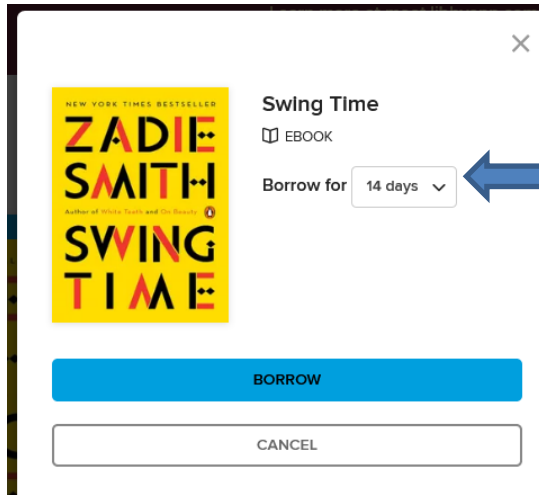 NEW YORK TIMES BESTSELLER
ZADIE
SMITH
Author of White Teeth and On Beauty
SWING
TIME
Swing Time
EBOOK
Borrow for 14 days
BORROW
CANCEL